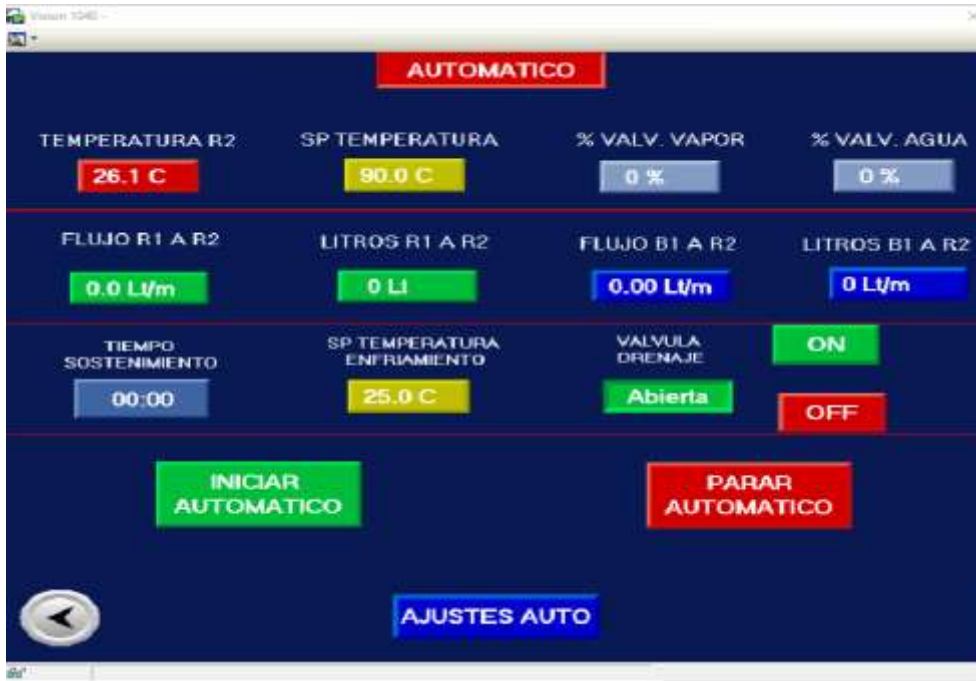 Vision 1040 -
AUTOMATICO
TEMPERATURA R2
SP TEMPERATURA
% VALV. VAPOR
% VALV. AGUA
26.1 C
90.0 C
0 %
0 %
FLUJO R1 A R2
LITROS R1 A R2
FLUJO B1 A R2
LITROS B1 A R2
0.0 Lt/m
0 Lt
0.00 Lt/m
0 Lt/m
TIEMPO
SOSTENIMIENTO
SP TEMPERATURA
ENFRIAMIENTO
VALVULA
DRENAJE
ON
00:00
25.0 C
Abierta
OFF
INICIAR
AUTOMATICO
PARAR
AUTOMATICO
AJUSTES AUTO